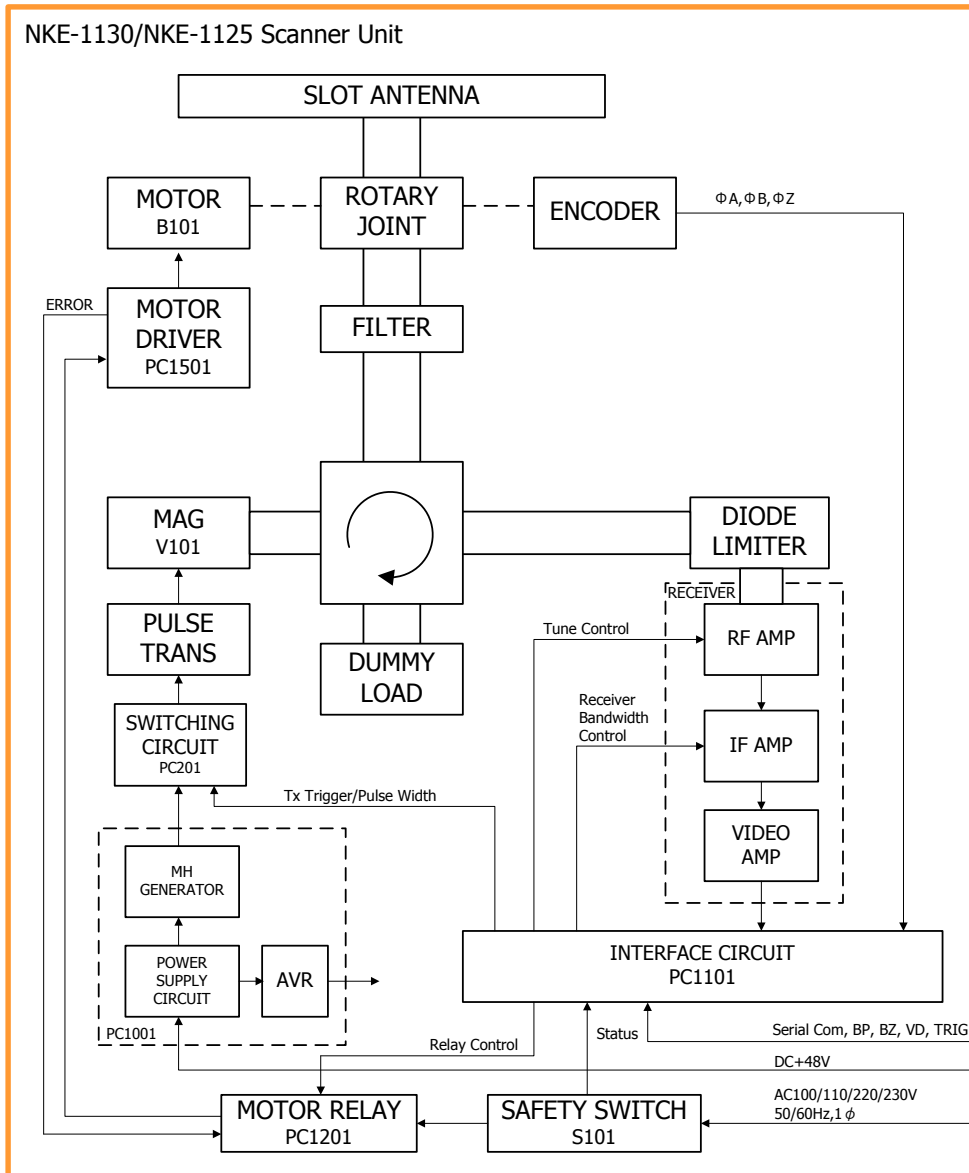 NKE-1130/NKE-1125 Scanner Unit
SLOT ANTENNA
MOTOR
B101
ROTARY
JOINT
ENCODER
ΦA,ΦB,ΦZ
ERROR
MOTOR
DRIVER
PC1501
FILTER
MAG
V101
DIODE
LIMITER
RECEIVER
PULSE
TRANS
DUMMY
LOAD
Tune Control
RF AMP
SWITCHING
CIRCUIT
PC201
Receiver
Bandwidth
Control
IF AMP
Tx Trigger/Pulse Width
VIDEO
AMP
MH
GENERATOR
POWER
SUPPLY
CIRCUIT
AVR
PC1001
INTERFACE CIRCUIT
PC1101
Relay Control
Status
Serial Com, BP, BZ, VD, TRIG
DC+48V
AC100/110/220/230V
50/60Hz,1φ
MOTOR RELAY
PC1201
SAFETY SWITCH
S101